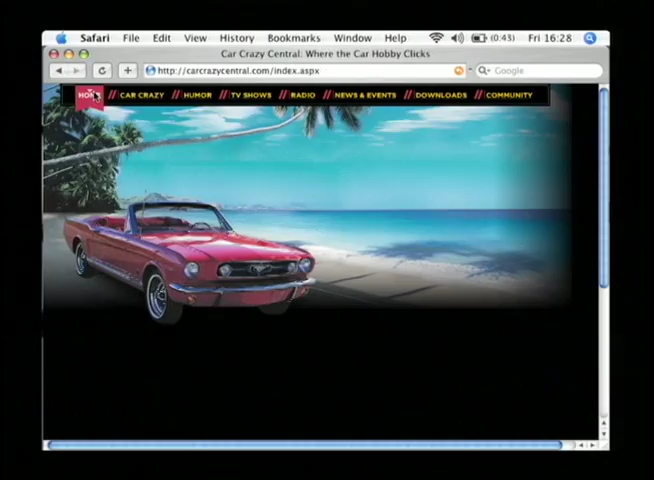 Safari File Edit View History Bookmarks Window Help (0:43) Fri 16:28
Car Crazy Central: Where the Car Hobby Clicks
http://carcrazycentral.com/index.aspx Google
// CAR CRAZY // HUMOR // TV SHOWS // RADIO // NEWS & EVENTS // DOWNLOADS // COMMUNITY